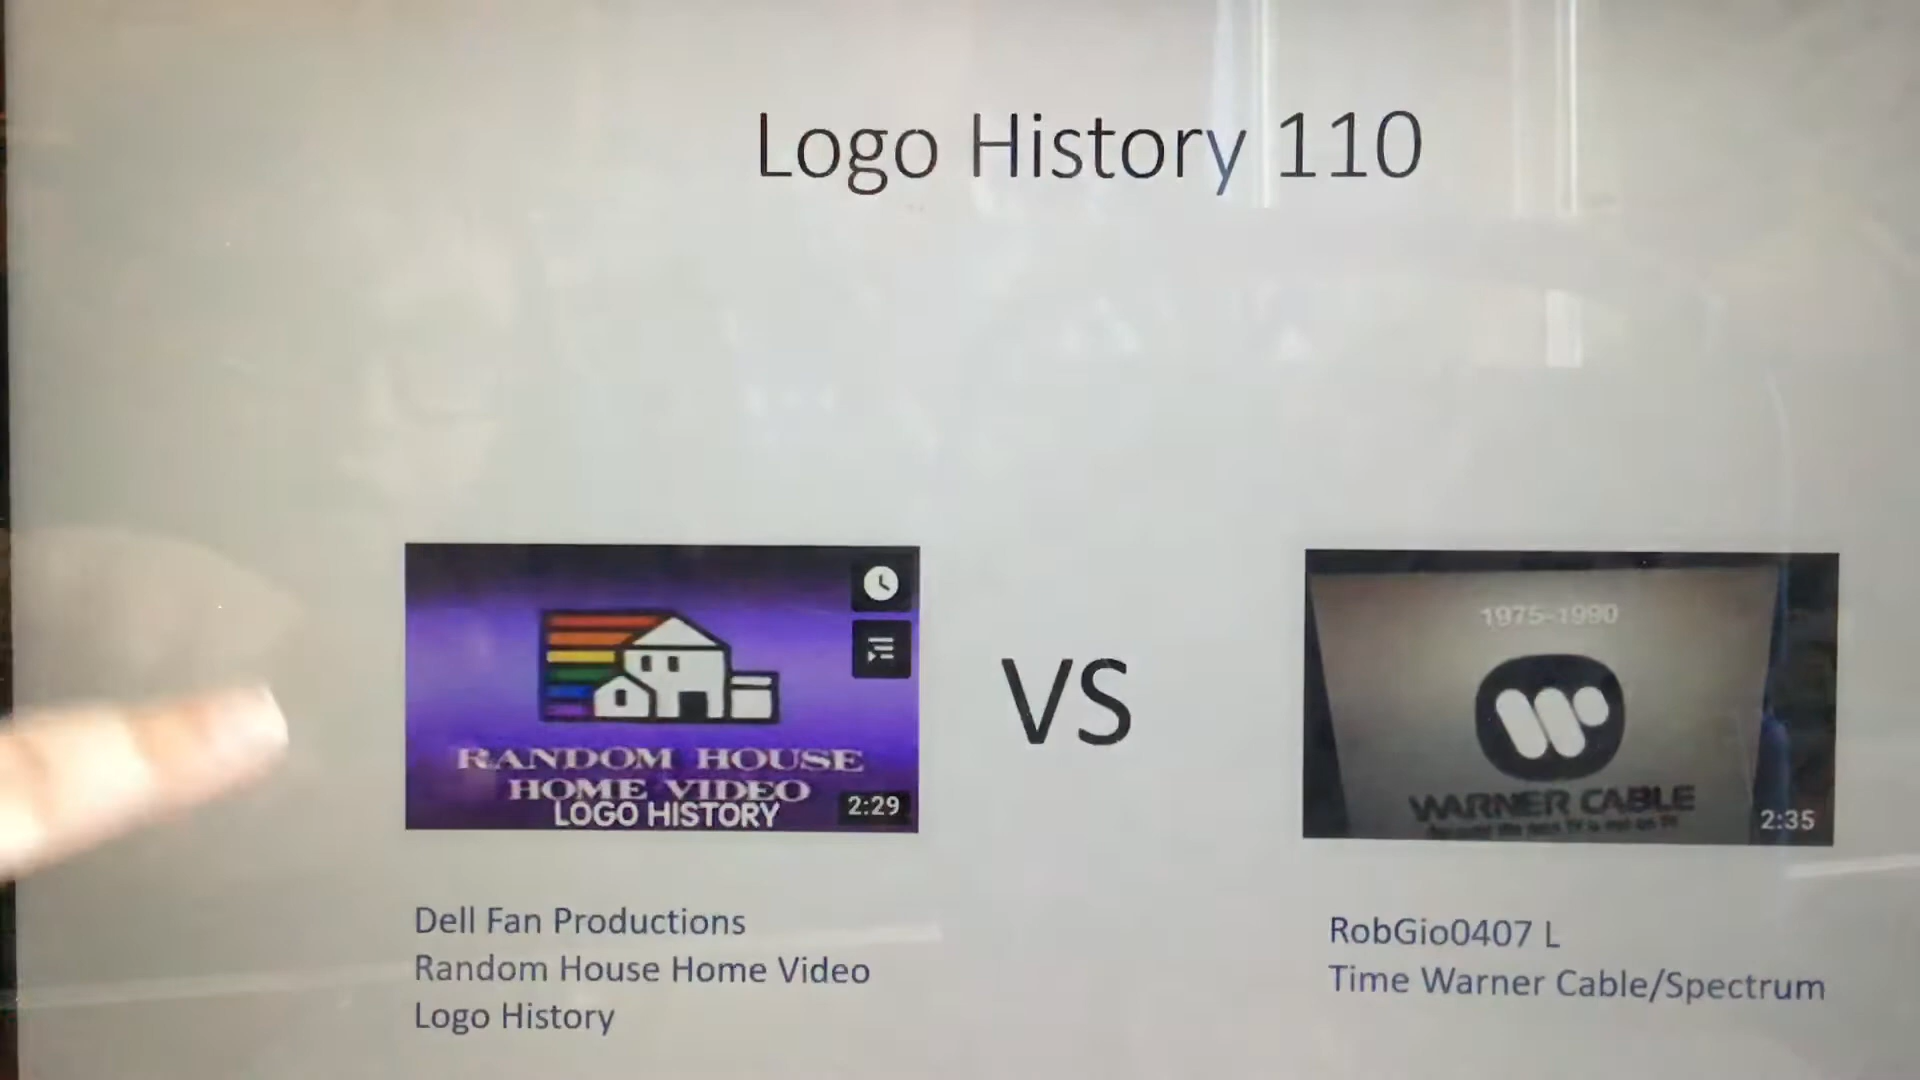 Logo History 110
RANDOM HOUSE
HOME VIDEO
LOGO HISTORY
2:29
VS
1975-1990
WARNER CABLE
2:35
Dell Fan Productions
Random House Home Video
Logo History
RobGio0407 L
Time Warner Cable/Spectrum